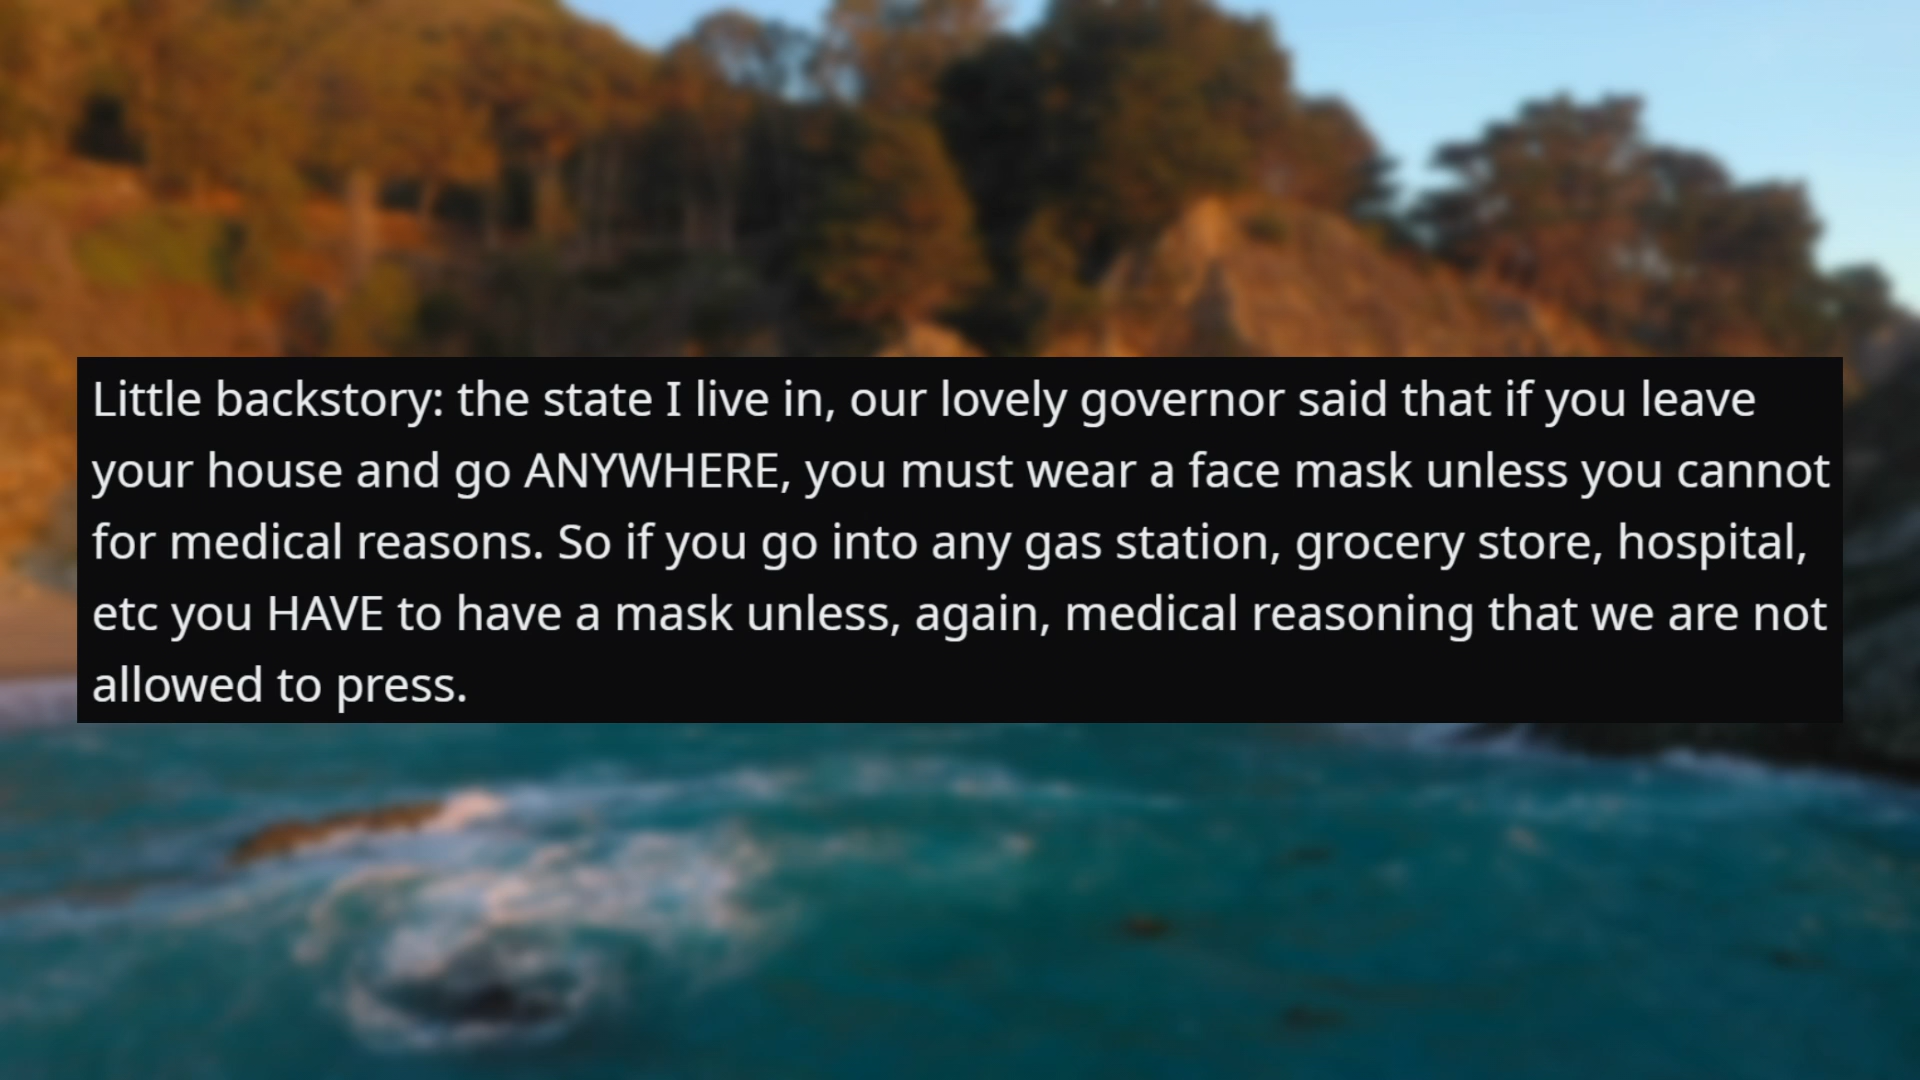 Little backstory: the state I live in, our lovely governor said that if you leave
your house and go ANYWHERE, you must wear a face mask unless you cannot
for medical reasons. So if you go into any gas station, grocery store, hospital,
etc you HAVE to have a mask unless, again, medical reasoning that we are not
allowed to press.